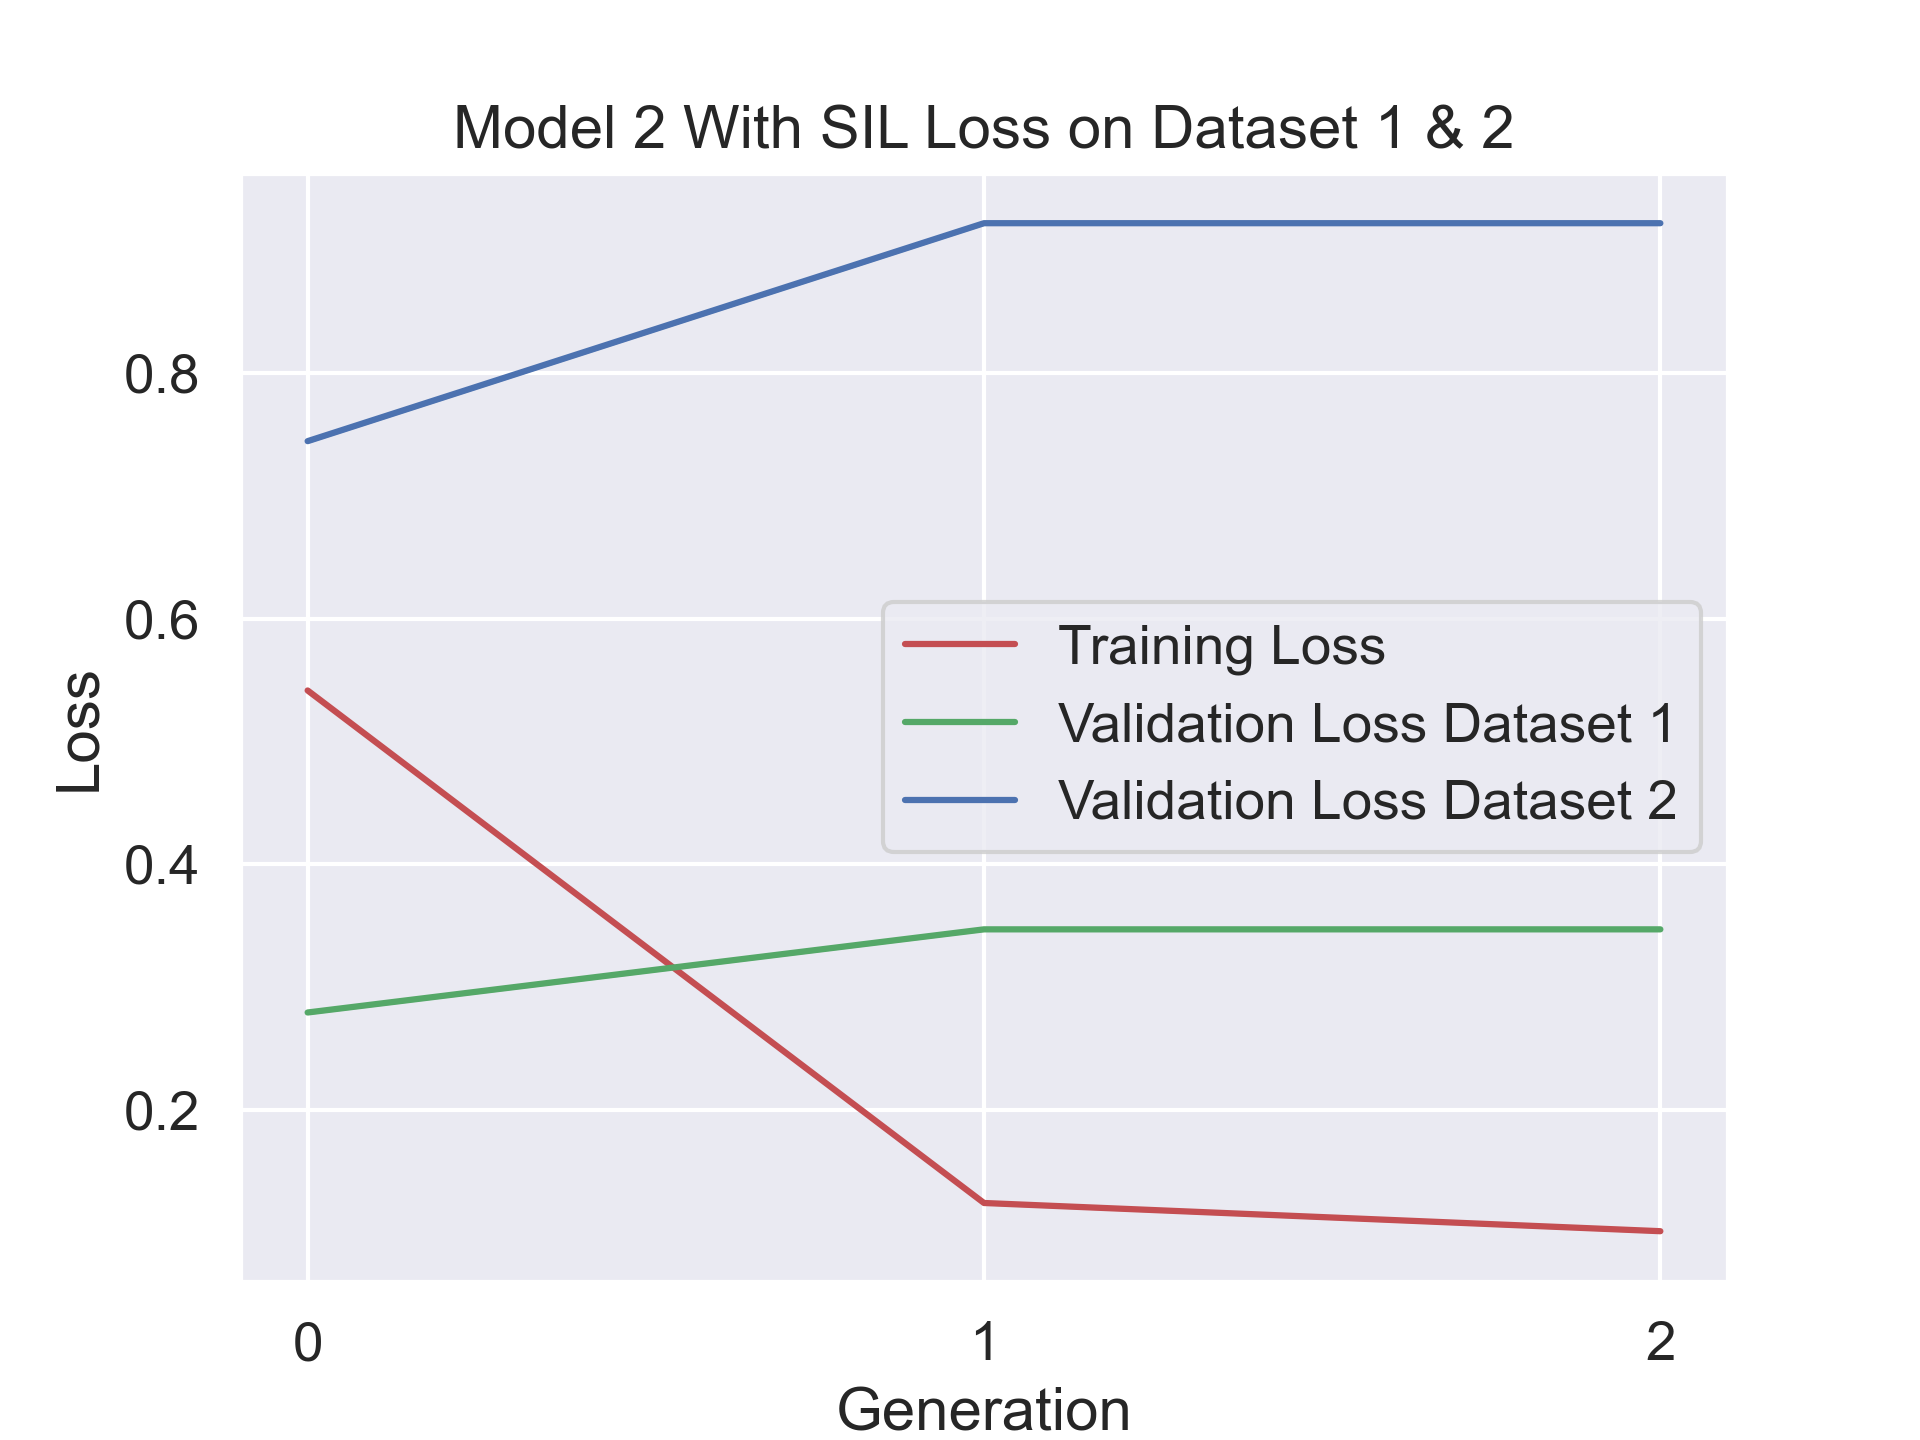 Model 2 With SIL Loss on Dataset 1 & 2
Loss
0.8
0.6
0.4
0.2
Training Loss
Validation Loss Dataset 1
Validation Loss Dataset 2
0 1 2
Generation